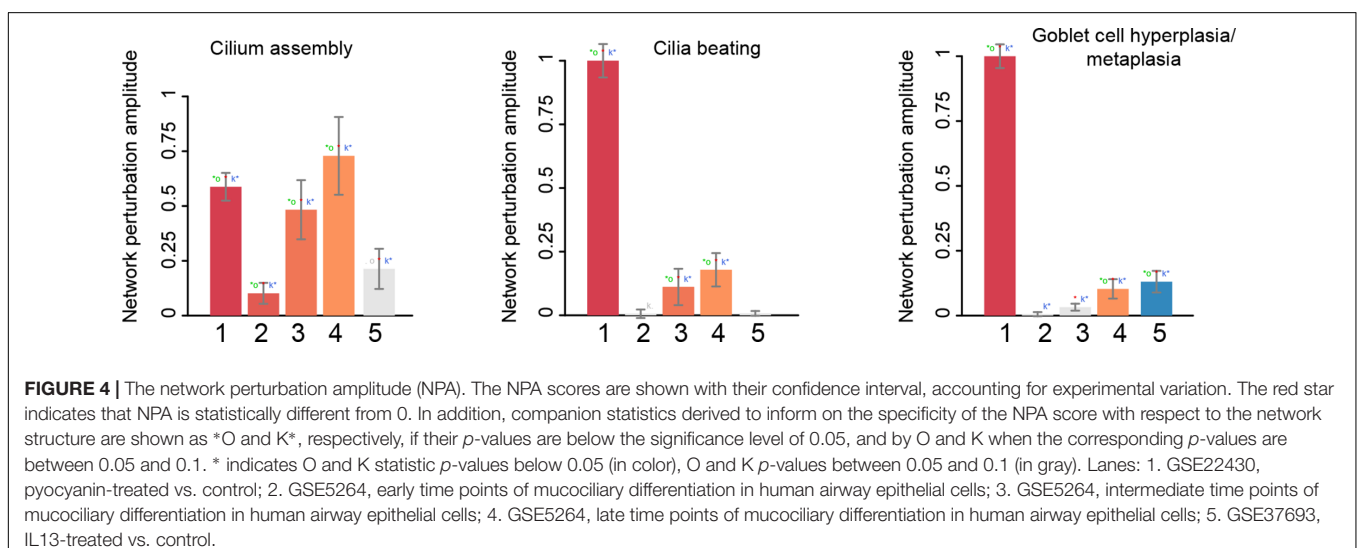 Cilium assembly
Network perturbation amplitude
0 0.25 0.5 0.75 1
*o * k*
*o * k*
*o * k*
*o * k*
o * k*
1 2 3 4 5
Cilia beating
Network perturbation amplitude
0 0.25 0.5 0.75 1
*o * k*
k
*o * k*
*o * k*
1 2 3 4 5
Goblet cell hyperplasia/
metaplasia
Network perturbation amplitude
0 0.25 0.5 0.75 1
*o * k*
k*
* k*
*o * k*
*o * k*
1 2 3 4 5
FIGURE 4 | The network perturbation amplitude (NPA). The NPA scores are shown with their confidence interval, accounting for experimental variation. The red star
indicates that NPA is statistically different from 0. In addition, companion statistics derived to inform on the specificity of the NPA score with respect to the network
structure are shown as *O and K*, respectively, if their p-values are below the significance level of 0.05, and by O and K when the corresponding p-values are
between 0.05 and 0.1. * indicates O and K statistic p-values below 0.05 (in color), O and K p-values between 0.05 and 0.1 (in gray). Lanes: 1. GSE22430,
pyocyanin-treated vs. control; 2. GSE5264, early time points of mucociliary differentiation in human airway epithelial cells; 3. GSE5264, intermediate time points of
mucociliary differentiation in human airway epithelial cells; 4. GSE5264, late time points of mucociliary differentiation in human airway epithelial cells; 5. GSE37693,
IL13-treated vs. control.